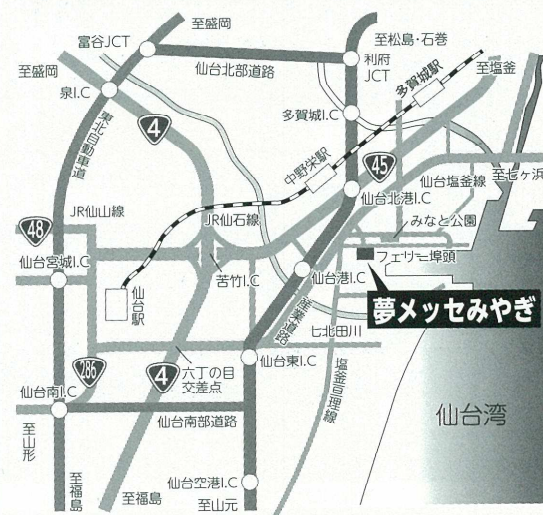 至盛岡
富谷JCT
至松島・石巻
仙台北部道路
利府
JCT
至盛岡
泉I.C
多賀城駅
至塩釜
4
多賀城I.C
東北自動車道
中野栄駅
45
仙台北港I.C
仙台塩釜線
至七ヶ浜
JR仙山線
JR仙石線
みなと公園
48
フェリー埠頭
仙台宮城I.C
苦竹I.C
仙台港I.C
仙台駅
産業道路
夢メッセみやぎ
七北田川
仙台東I.C
286
4
六丁の目
交差点
塩釜亘理線
仙台南I.C
仙台南部道路
仙台湾
至山形
仙台空港I.C
至福島
至福島
至山元